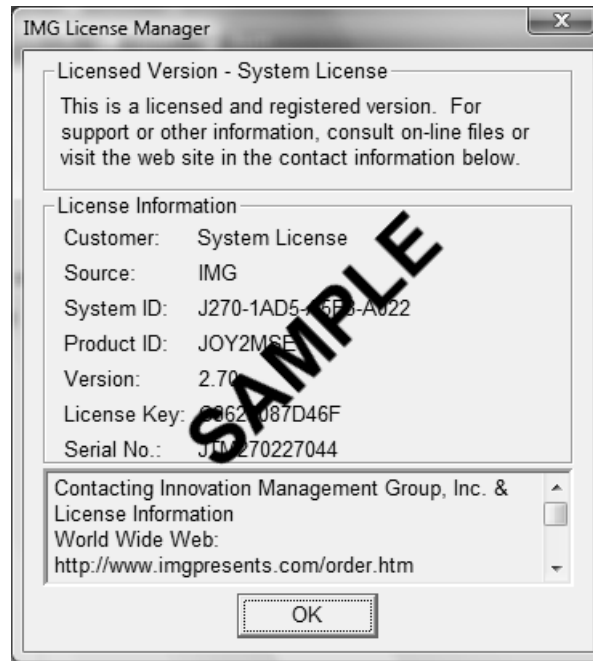 IMG License Manager
Licensed Version - System License
This is a licensed and registered version. For
support or other information, consult on-line files or
visit the web site in the contact information below.
License Information
Customer: System License
Source: IMG
System ID:
Product ID: JOY2MSE
Version: 2.70
License Key:
Serial No.: JTM270227044
SAMPLE
Contacting Innovation Management Group, Inc. &
License Information
World Wide Web:
http://www.imgpresents.com/order.htm
OK